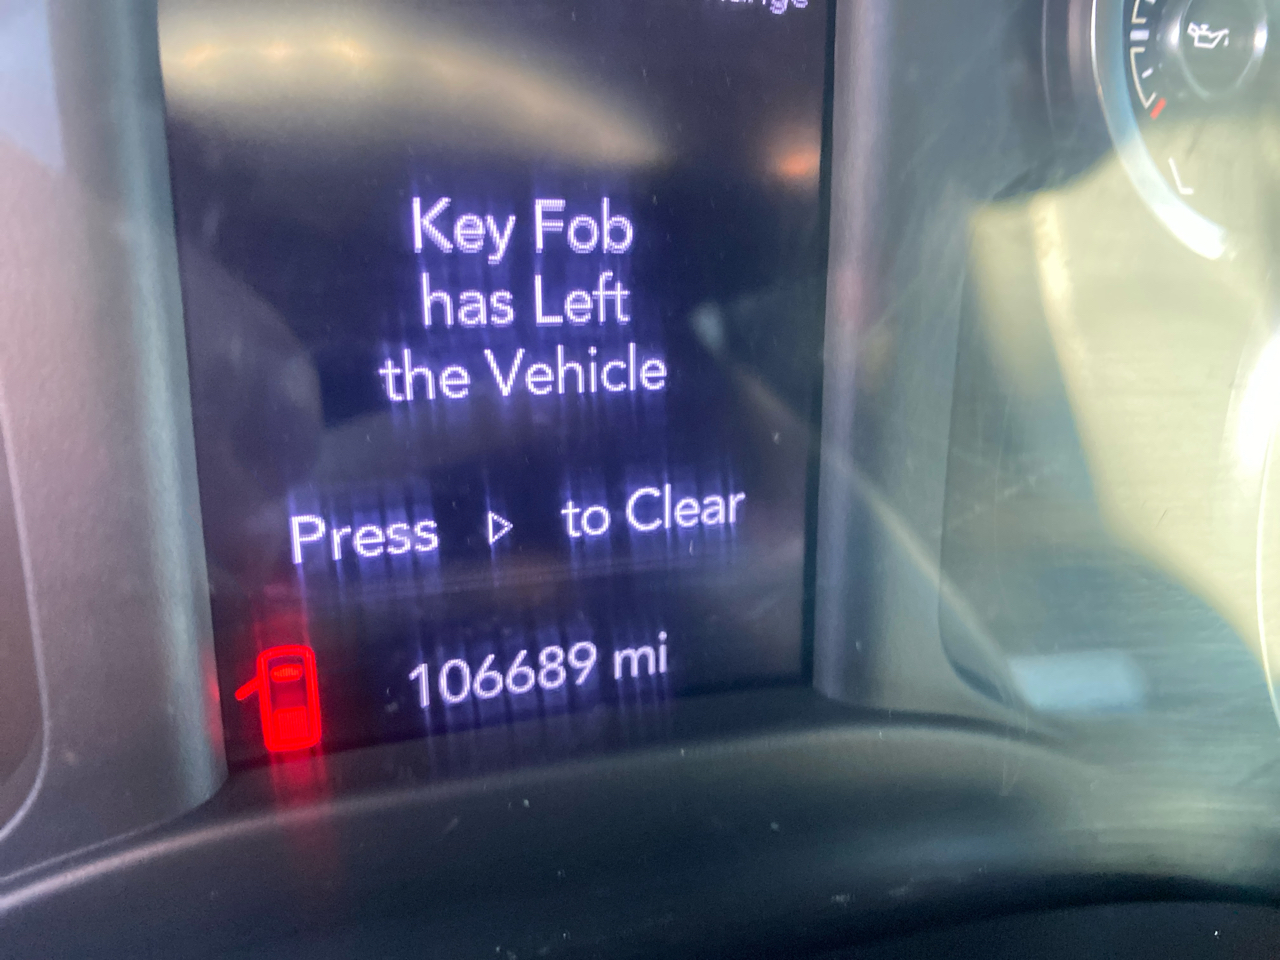 Key Fob
has Left
the Vehicle
Press ▷ to Clear
106689 mi